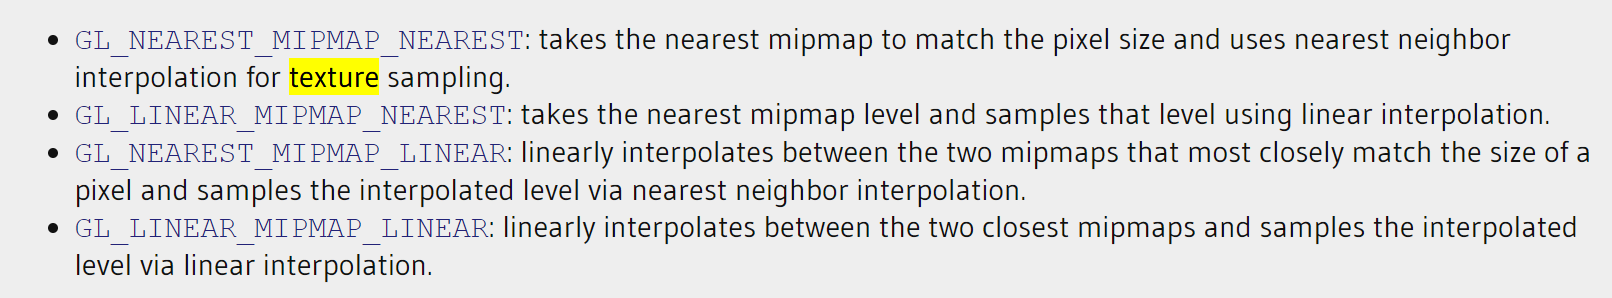 • GL_NEAREST_MIPMAP_NEAREST: takes the nearest mipmap to match the pixel size and uses nearest neighbor
interpolation for texture sampling.
• GL_LINEAR_MIPMAP_NEAREST: takes the nearest mipmap level and samples that level using linear interpolation.
• GL_NEAREST_MIPMAP_LINEAR: linearly interpolates between the two mipmaps that most closely match the size of a
pixel and samples the interpolated level via nearest neighbor interpolation.
• GL_LINEAR_MIPMAP_LINEAR: linearly interpolates between the two closest mipmaps and samples the interpolated
level via linear interpolation.